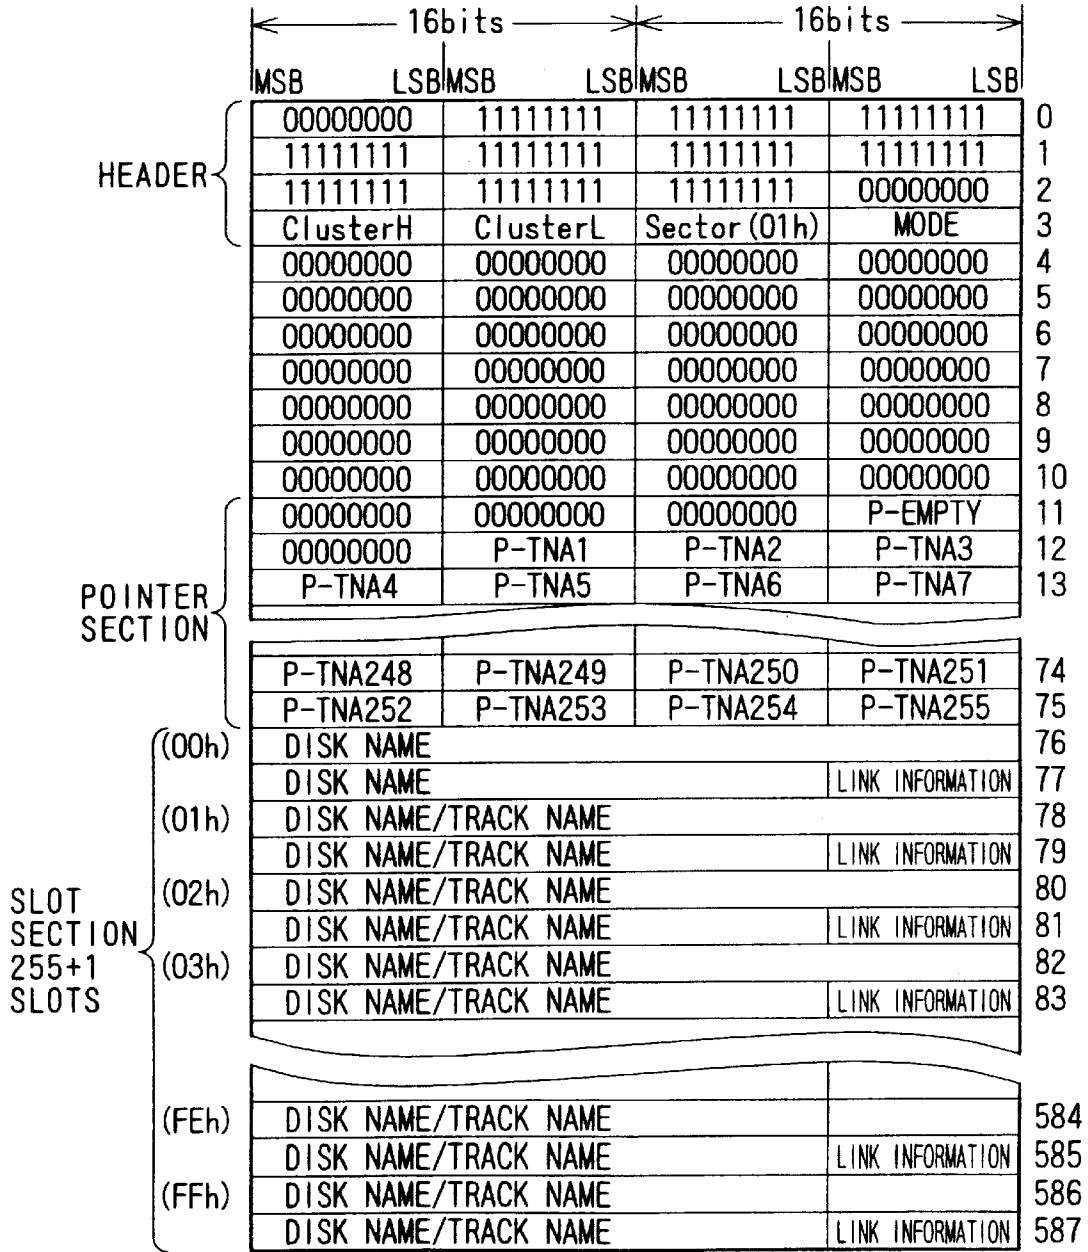 16bits 16bits
MSB LSB MSB LSB MSB LSB MSB LSB
00000000 11111111 11111111 11111111 0
11111111 11111111 11111111 11111111 1
HEADER
11111111 11111111 11111111 00000000 2
ClusterH ClusterL Sector(01h) MODE 3
00000000 00000000 00000000 00000000 4
00000000 00000000 00000000 00000000 5
00000000 00000000 00000000 00000000 6
00000000 00000000 00000000 00000000 7
00000000 00000000 00000000 00000000 8
00000000 00000000 00000000 00000000 9
00000000 00000000 00000000 00000000 10
00000000 00000000 00000000 P-EMPTY 11
00000000 P-TNA1 P-TNA2 P-TNA3 12
P-TNA4 P-TNA5 P-TNA6 P-TNA7 13
POINTER
SECTION
P-TNA248 P-TNA249 P-TNA250 P-TNA251 74
P-TNA252 P-TNA253 P-TNA254 P-TNA255 75
(00h) DISK NAME 76
DISK NAME LINK INFORMATION 77
(01h) DISK NAME/TRACK NAME 78
DISK NAME/TRACK NAME LINK INFORMATION 79
(02h) DISK NAME/TRACK NAME 80
DISK NAME/TRACK NAME LINK INFORMATION 81
(03h) DISK NAME/TRACK NAME 82
DISK NAME/TRACK NAME LINK INFORMATION 83
SLOT
SECTION
255+1
SLOTS
(FEh) DISK NAME/TRACK NAME 584
DISK NAME/TRACK NAME LINK INFORMATION 585
(FFh) DISK NAME/TRACK NAME 586
DISK NAME/TRACK NAME LINK INFORMATION 587